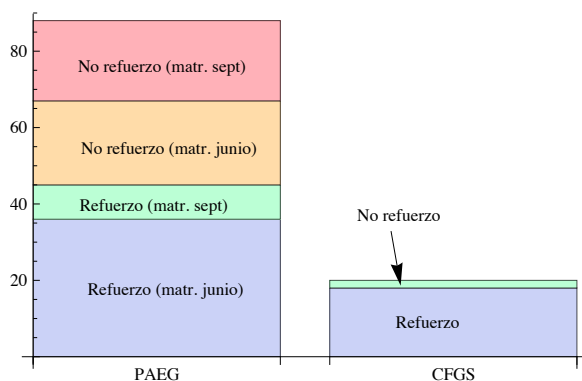 80
No refuerzo (matr. sept)
60
No refuerzo (matr. junio)
40
Refuerzo (matr. sept)
No refuerzo
20
Refuerzo (matr. junio)
Refuerzo
PAEG
CFGS